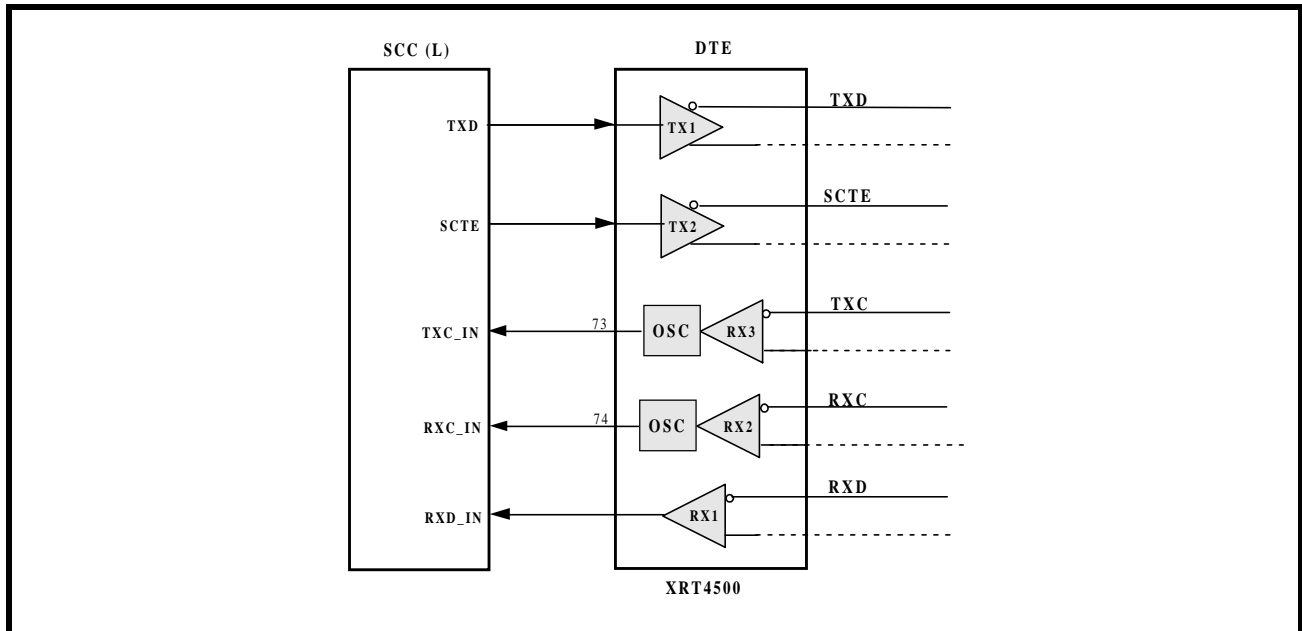 SCC (L)
DTE
TXD
TX1
TXD
SCTE
TX2
SCTE
TXC_IN
73
OSC
RX3
TXC
RXC_IN
74
OSC
RX2
RXC
RXD_IN
RX1
RXD
XRT4500